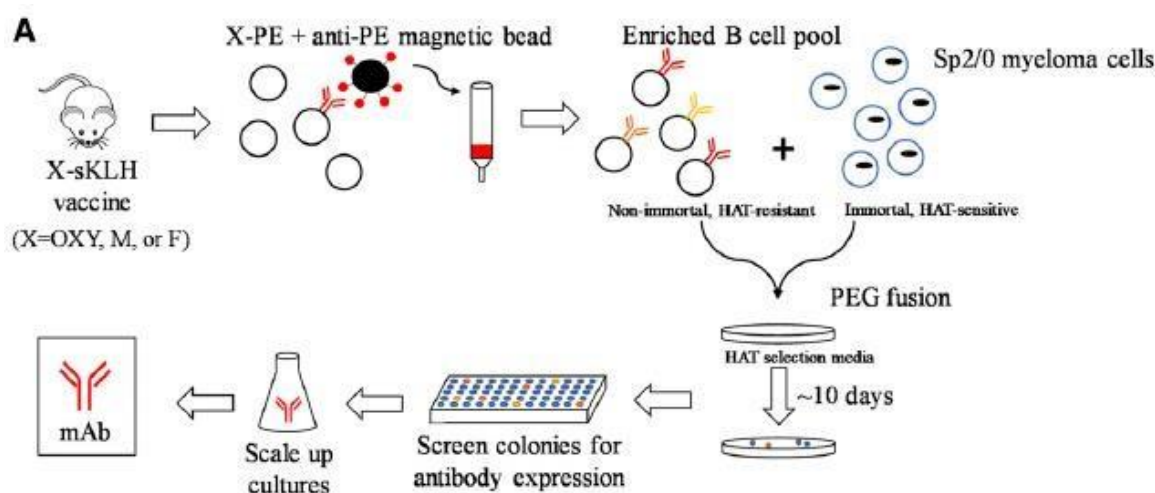 A
X-PE + anti-PE magnetic bead
Enriched B cell pool
Sp2/0 myeloma cells
X-sKLH
vaccine
(X=OXY, M, or F)
+
Non-immortal, HAT-resistant
Immortal, HAT-sensitive
PEG fusion
HAT selection media
~10 days
mAb
Scale up
cultures
Screen colonies for
antibody expression